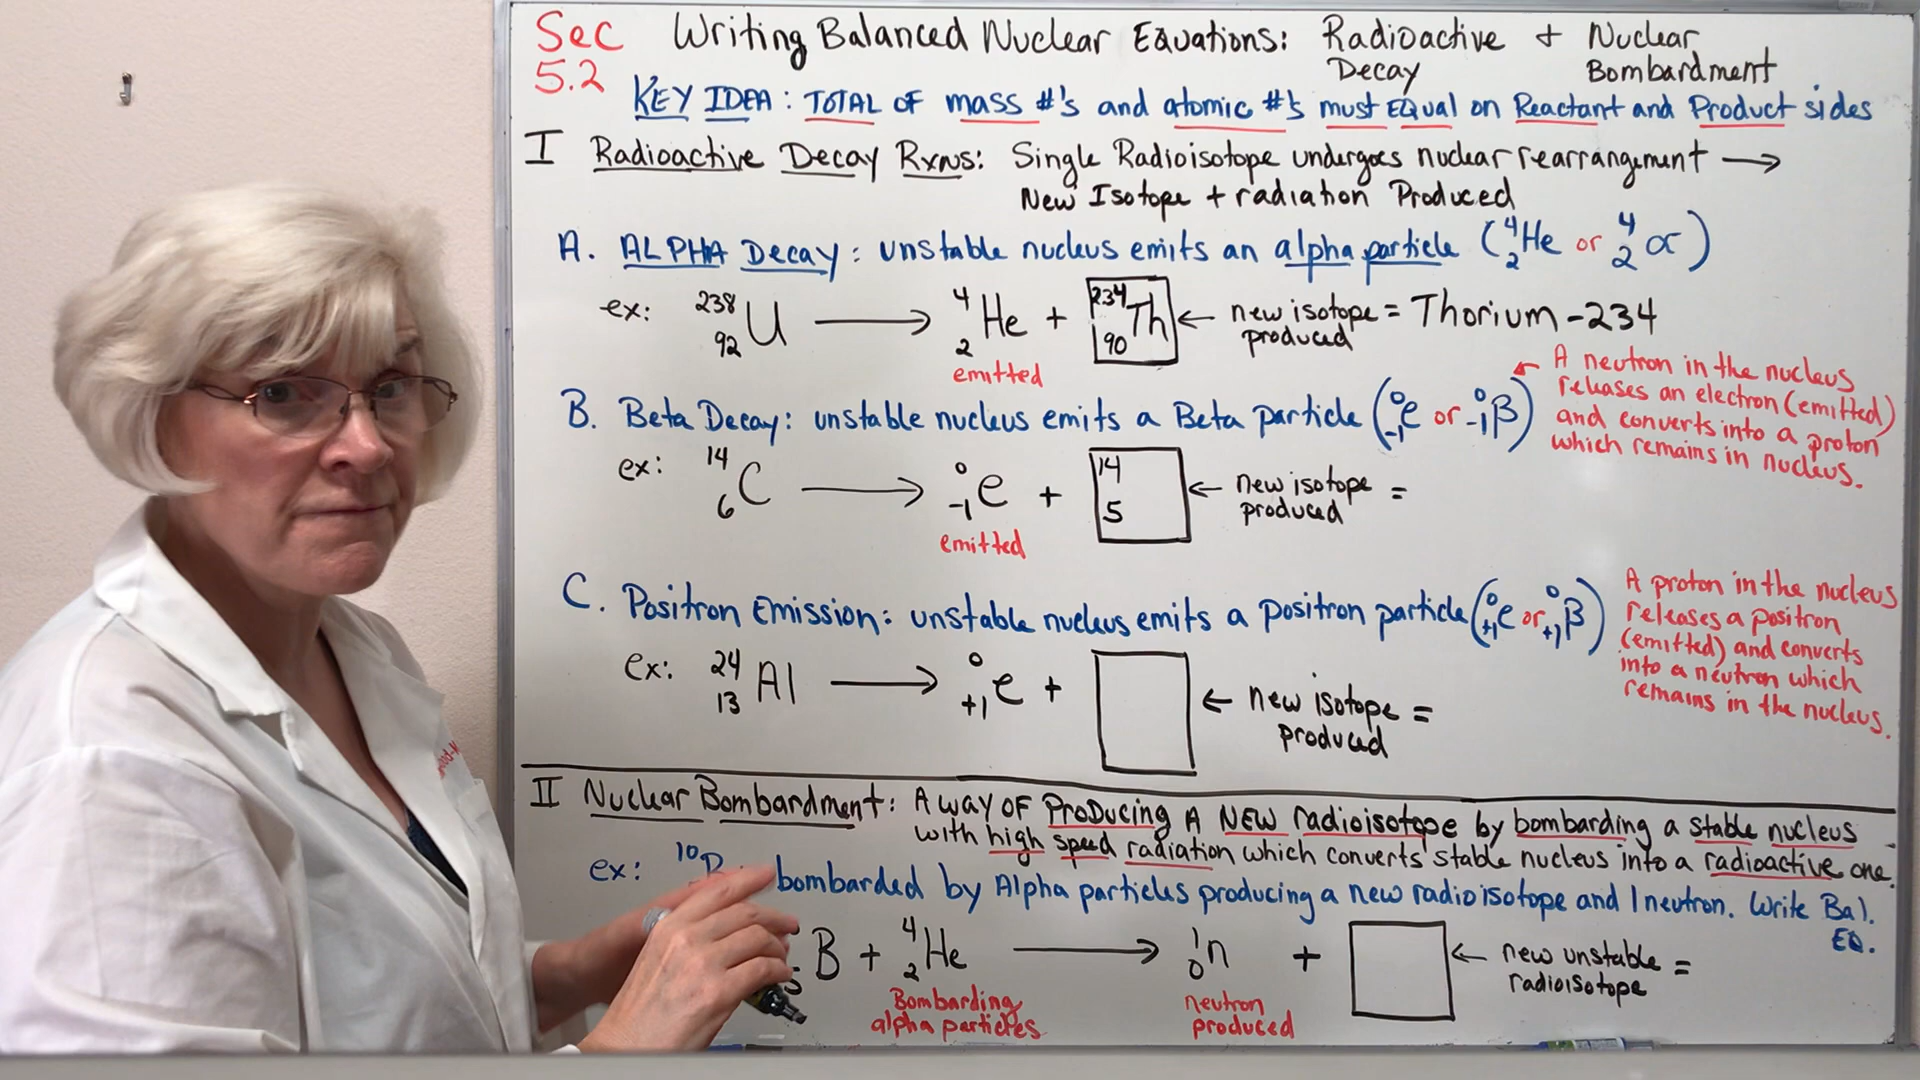 Sec 5.2 Writing Balanced Nuclear Equations: Radioactive Decay + Nuclear Bombardment
KEY IDEA: TOTAL OF mass #'s and atomic #'s must EQual on Reactant and Product sides
I Radioactive Decay Rxns: Single Radioisotope undergoes nuclear rearrangement →
New Isotope + radiation Produced
A. ALPHA Decay: unstable nucleus emits an alpha particle (⁴₂He or ⁴₂α)
ex: ²³⁸₉₂U → ⁴₂He + ²³⁴₉₀Th ← new isotope produced = Thorium-234
emitted
B. Beta Decay: unstable nucleus emits a Beta particle (⁰₋₁e or ⁰₋₁β)
A neutron in the nucleus
releases an electron (emitted)
and converts into a proton
which remains in nucleus.
ex: ¹⁴₆C → ⁰₋₁e + ¹⁴₅ ← new isotope produced =
emitted
C. Positron Emission: unstable nucleus emits a positron particle (⁰₊₁e or ⁰₊₁β)
A proton in the nucleus
releases a positron
(emitted) and converts
into a neutron which
remains in the nucleus.
ex: ²⁴₁₃Al → ⁰₊₁e + ← new isotope produced =
II Nuclear Bombardment: A way OF PRoDucing A NEW radioisotope by bombarding a stable nucleus
with high speed radiation which converts stable nucleus into a radioactive one.
ex: ¹⁰B bombarded by Alpha particles producing a new radioisotope and 1 neutron. Write Bal. EQ.
₅B + ⁴₂He → ¹₀n + ← new unstable radioisotope =
Bombarding alpha particles
neutron produced